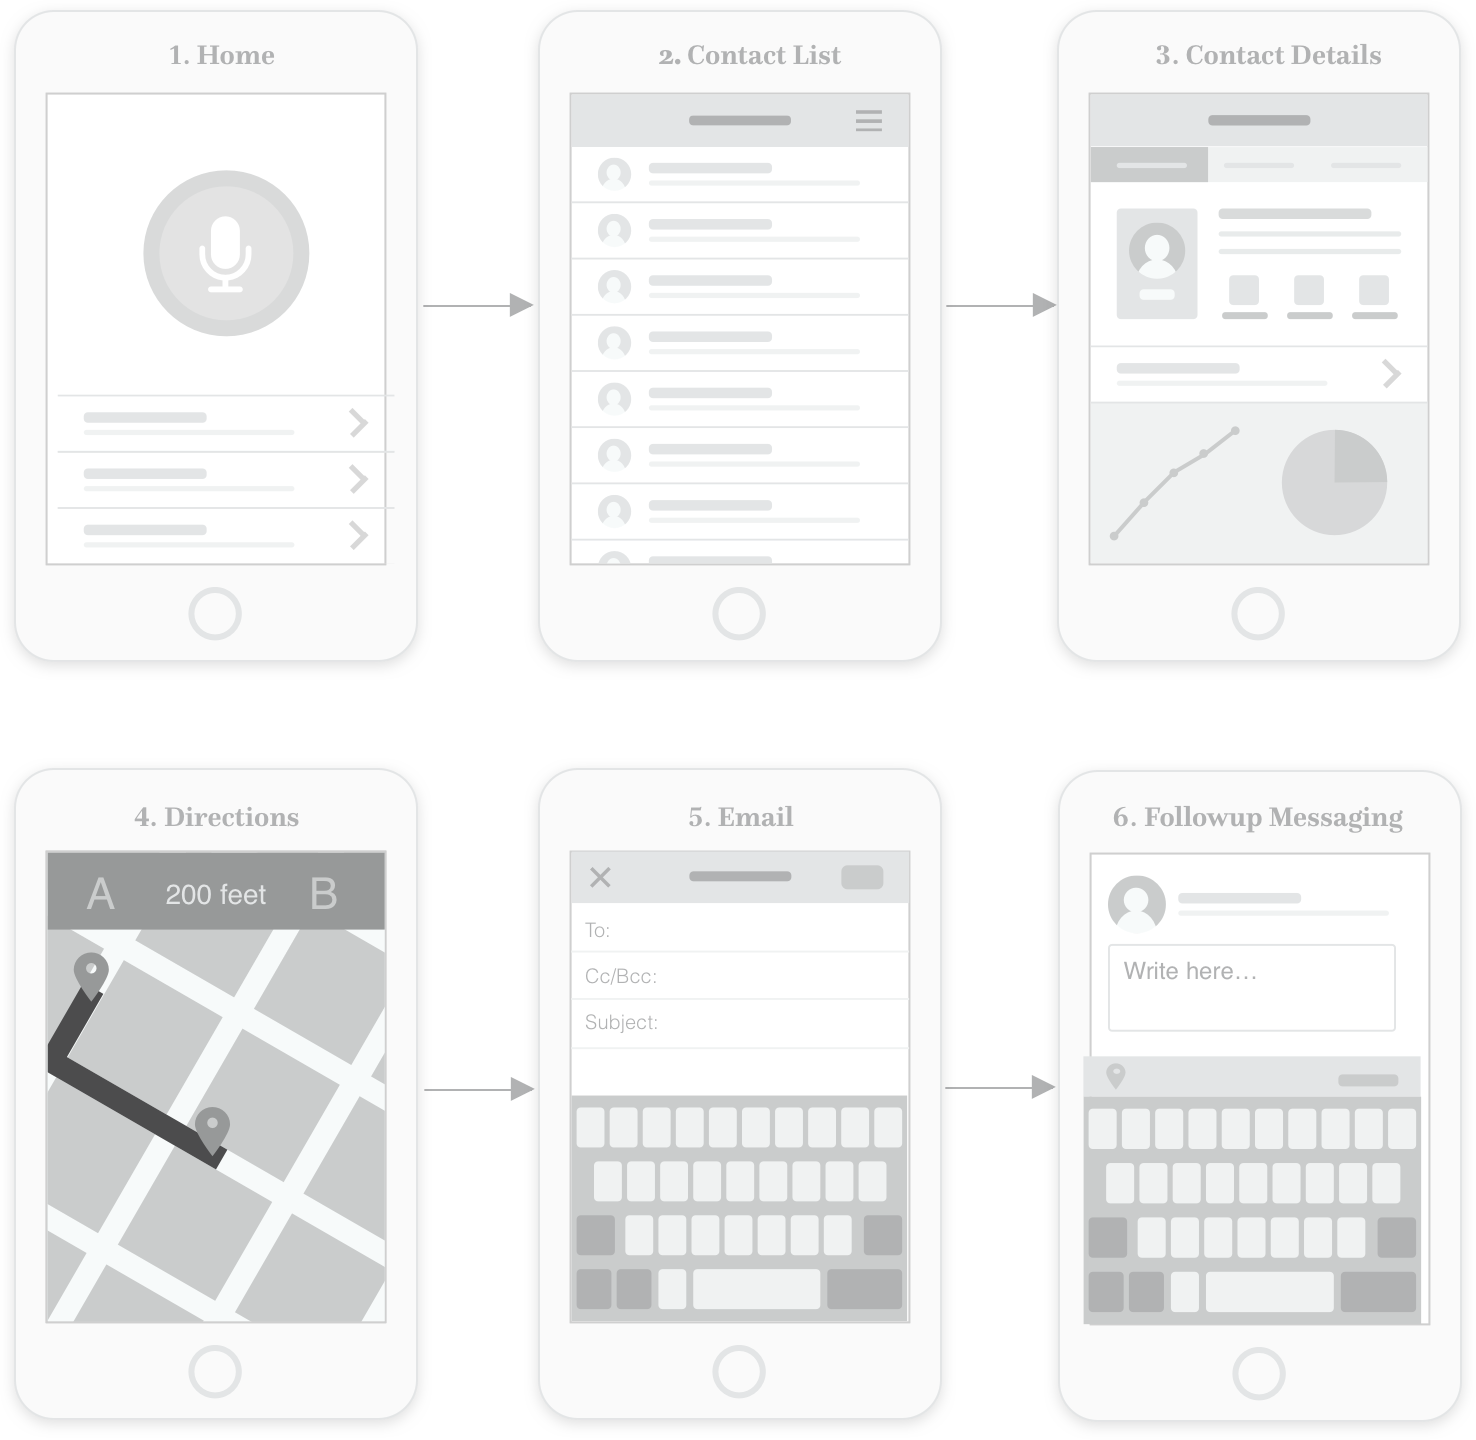 1. Home
2. Contact List
3. Contact Details
4. Directions
A 200 feet B
5. Email
To:
Cc/Bcc:
Subject:
6. Followup Messaging
Write here...